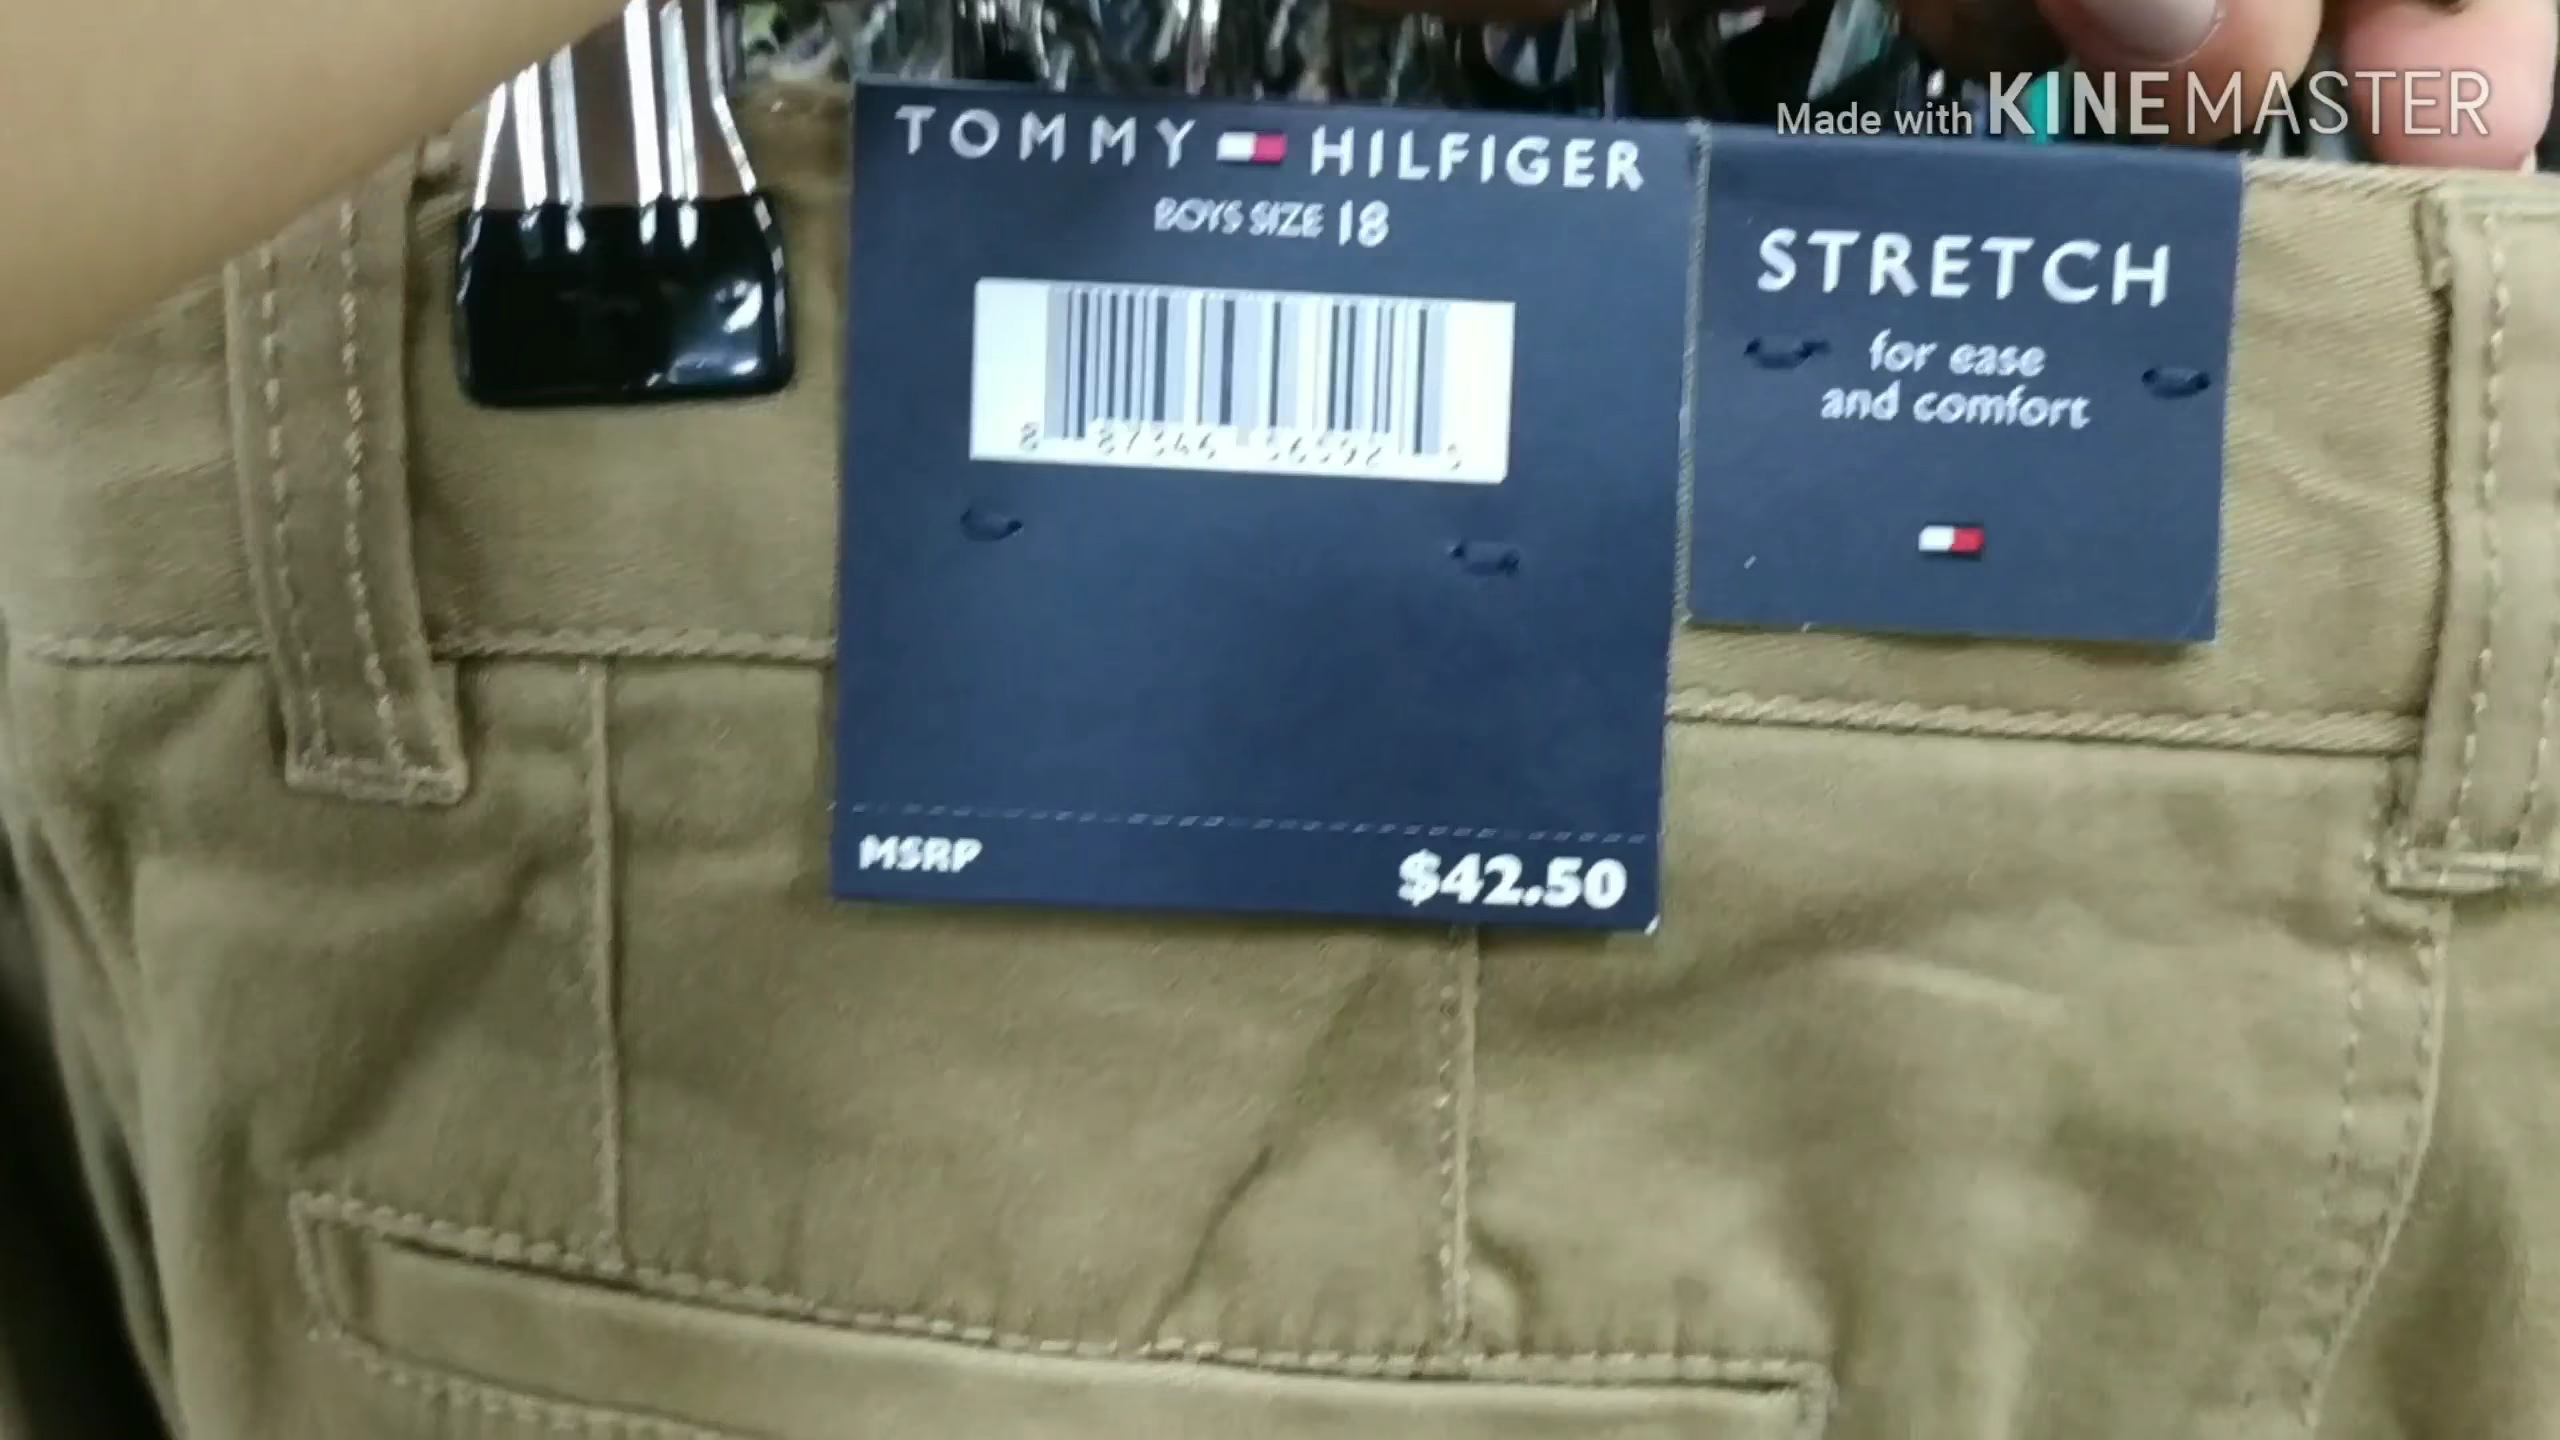 Made with KINEMASTER
TOMMY HILFIGER
BOYS SIZE 18
STRETCH
for ease
and comfort
MSRP $42.50